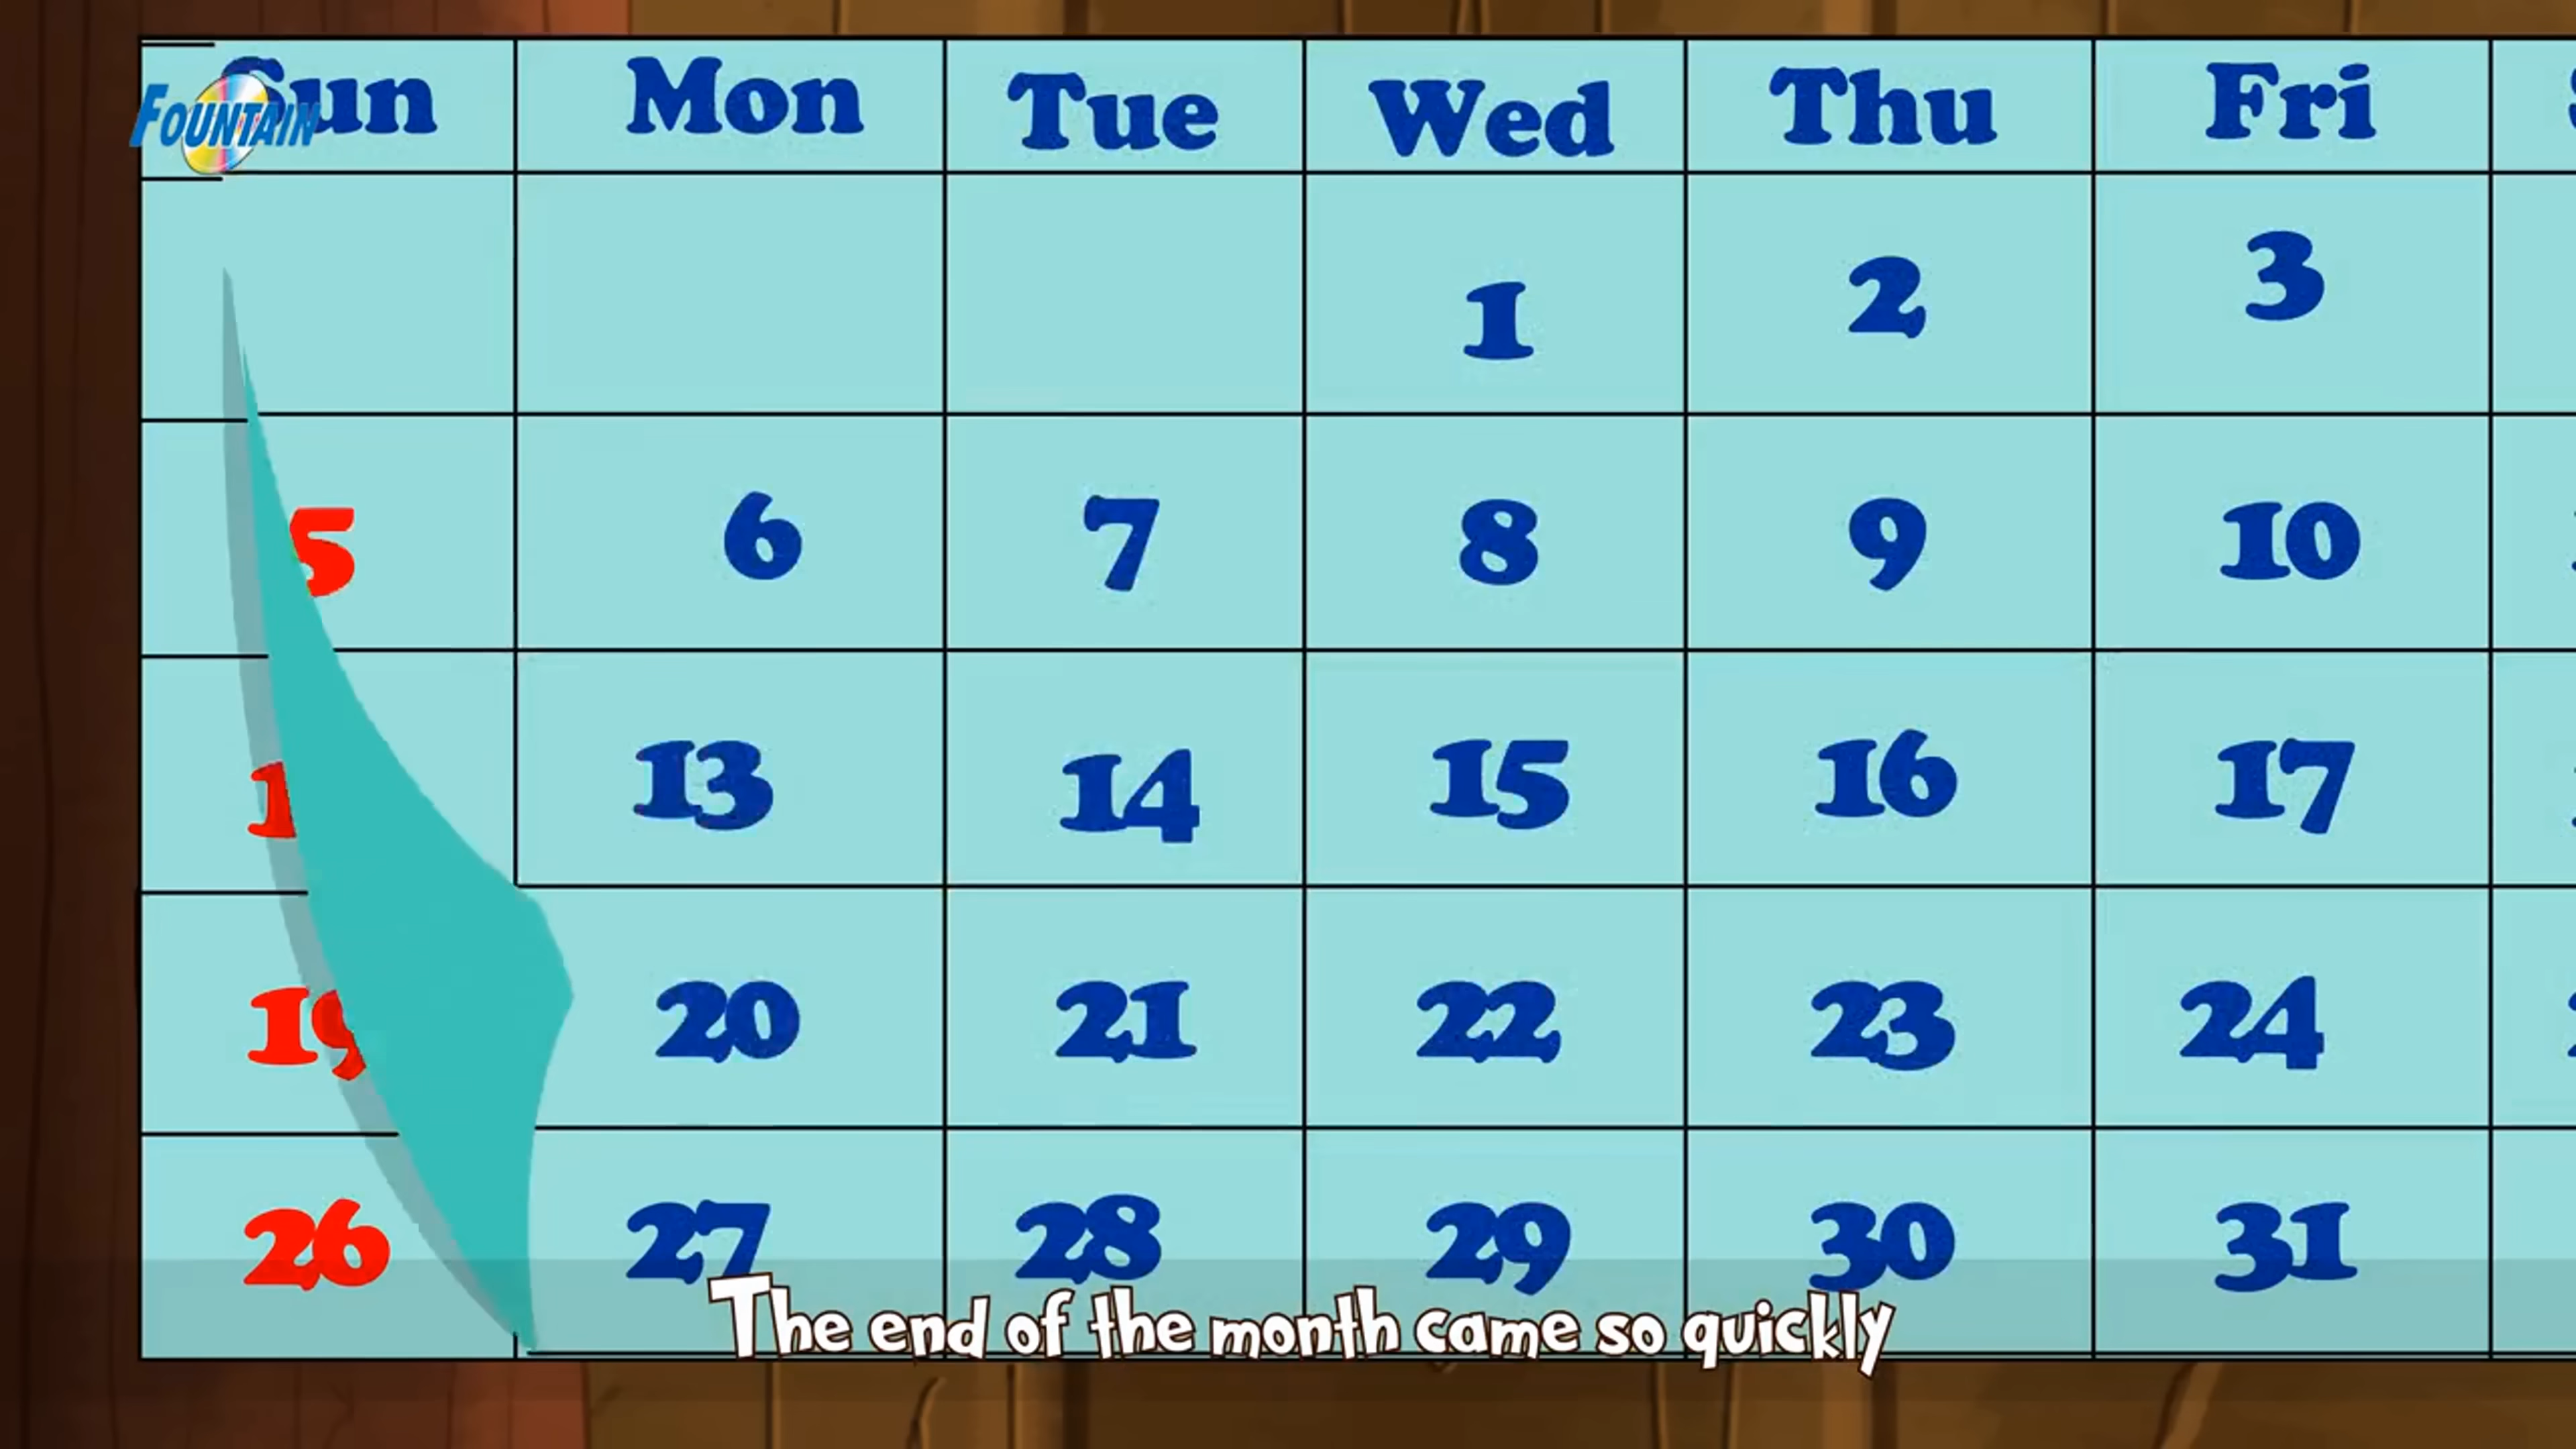 FOUNTAIN
Sun Mon Tue Wed Thu Fri
1 2 3
5 6 7 8 9 10
13 14 15 16 17
19 20 21 22 23 24
26 27 28 29 30 31
The end of the month came so quickly